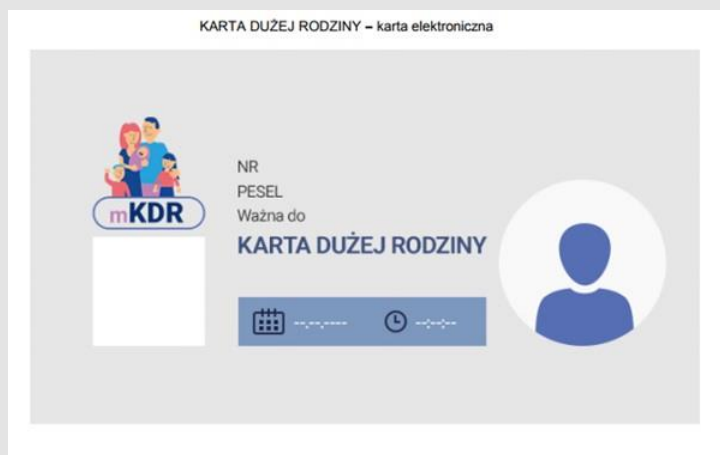 KARTA DUŻEJ RODZINY – karta elektroniczna
mKDR
NR
PESEL
Ważna do
KARTA DUŻEJ RODZINY
--.--.---- --:--:--